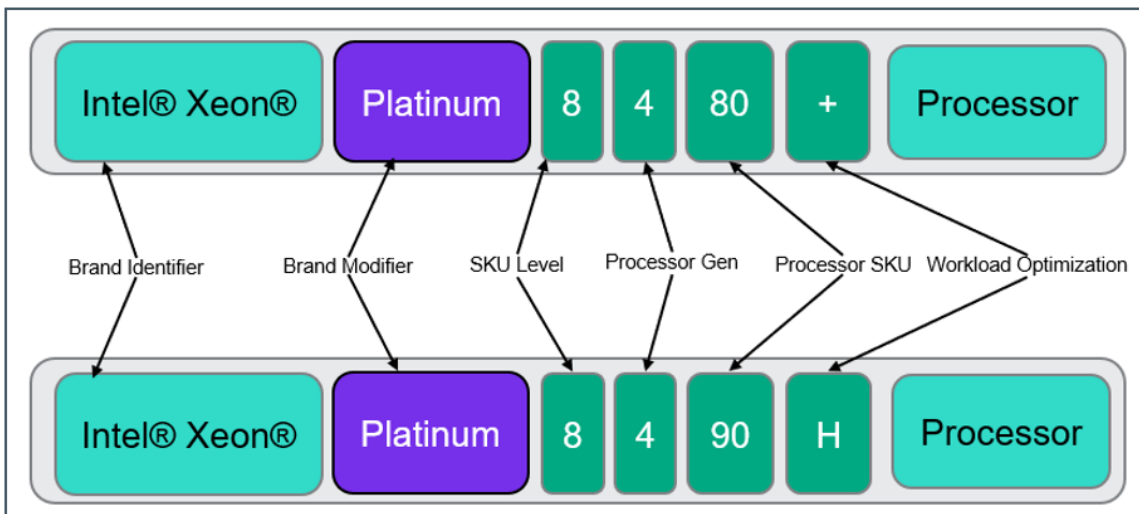 Intel® Xeon® Platinum 8 4 80 + Processor
Brand Identifier Brand Modifier SKU Level Processor Gen Processor SKU Workload Optimization
Intel® Xeon® Platinum 8 4 90 H Processor